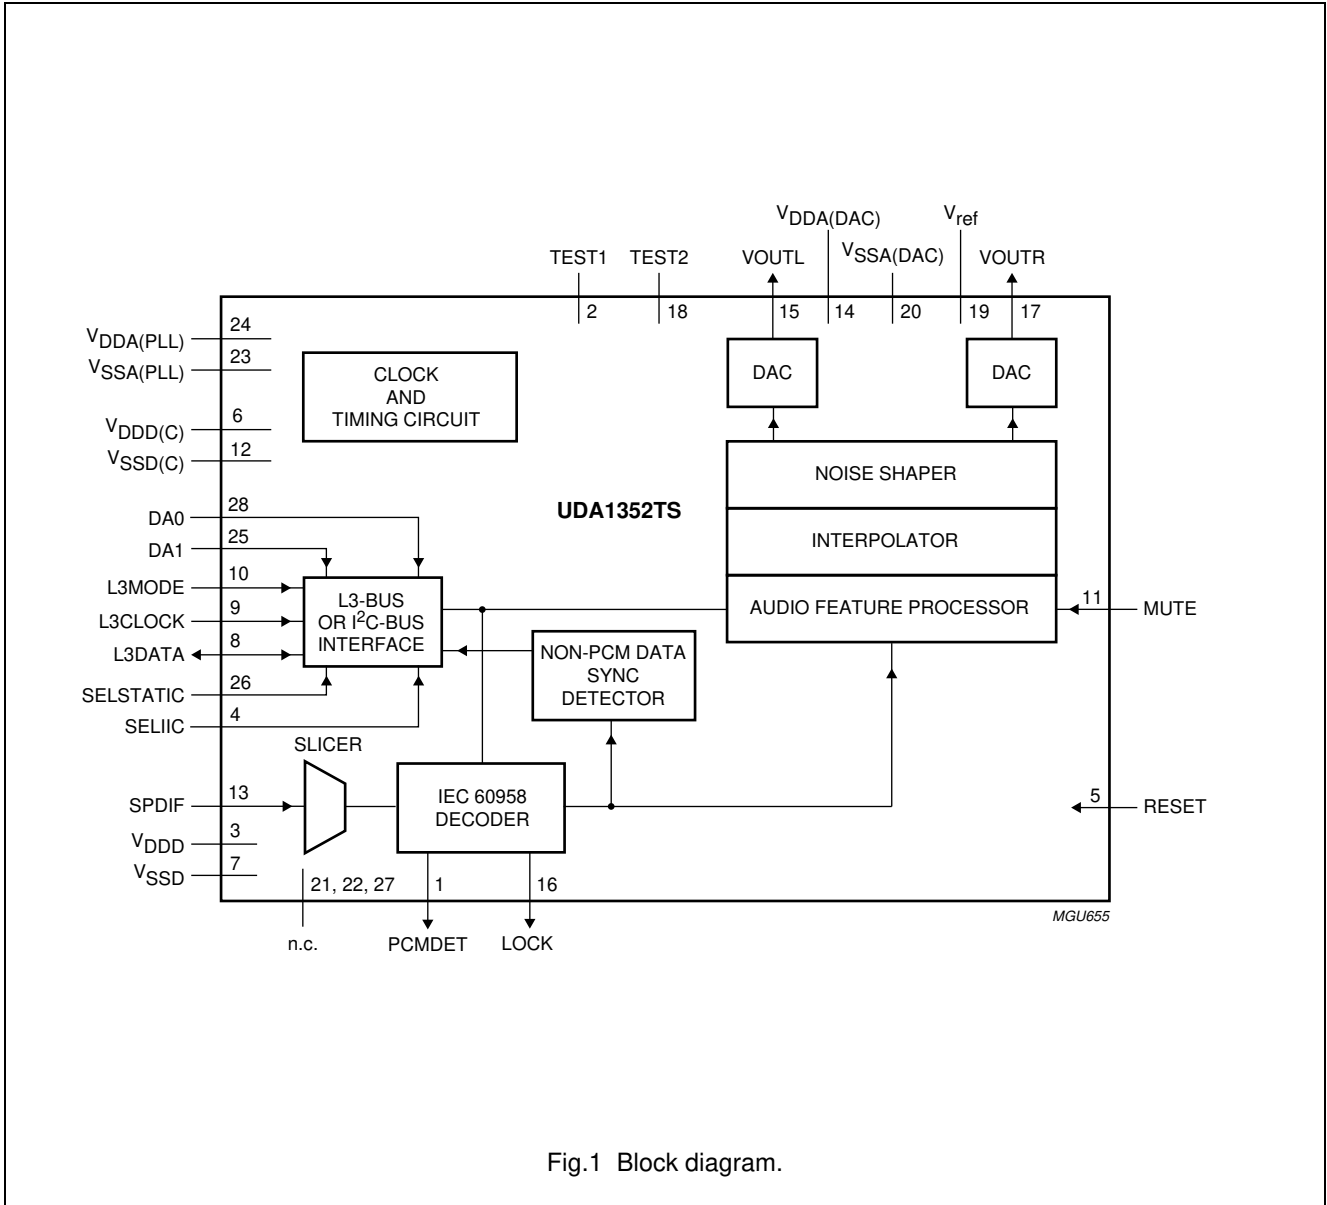 VDDA(DAC)
Vref
TEST1
TEST2
VOUTL
VSSA(DAC)
VOUTR
2
18
15
14
20
19
17
VDDA(PLL)
24
VSSA(PLL)
23
VDDD(C)
6
VSSD(C)
12
CLOCK
AND
TIMING CIRCUIT
DAC
DAC
NOISE SHAPER
UDA1352TS
INTERPOLATOR
AUDIO FEATURE PROCESSOR
11
MUTE
DA0
28
DA1
25
L3MODE
10
L3CLOCK
9
L3DATA
8
SELSTATIC
26
SELIIC
4
L3-BUS
OR I²C-BUS
INTERFACE
NON-PCM DATA
SYNC
DETECTOR
SLICER
SPDIF
13
IEC 60958
DECODER
5
RESET
VDDD
3
VSSD
7
21, 22, 27
1
16
n.c.
PCMDET
LOCK
MGU655
Fig.1 Block diagram.